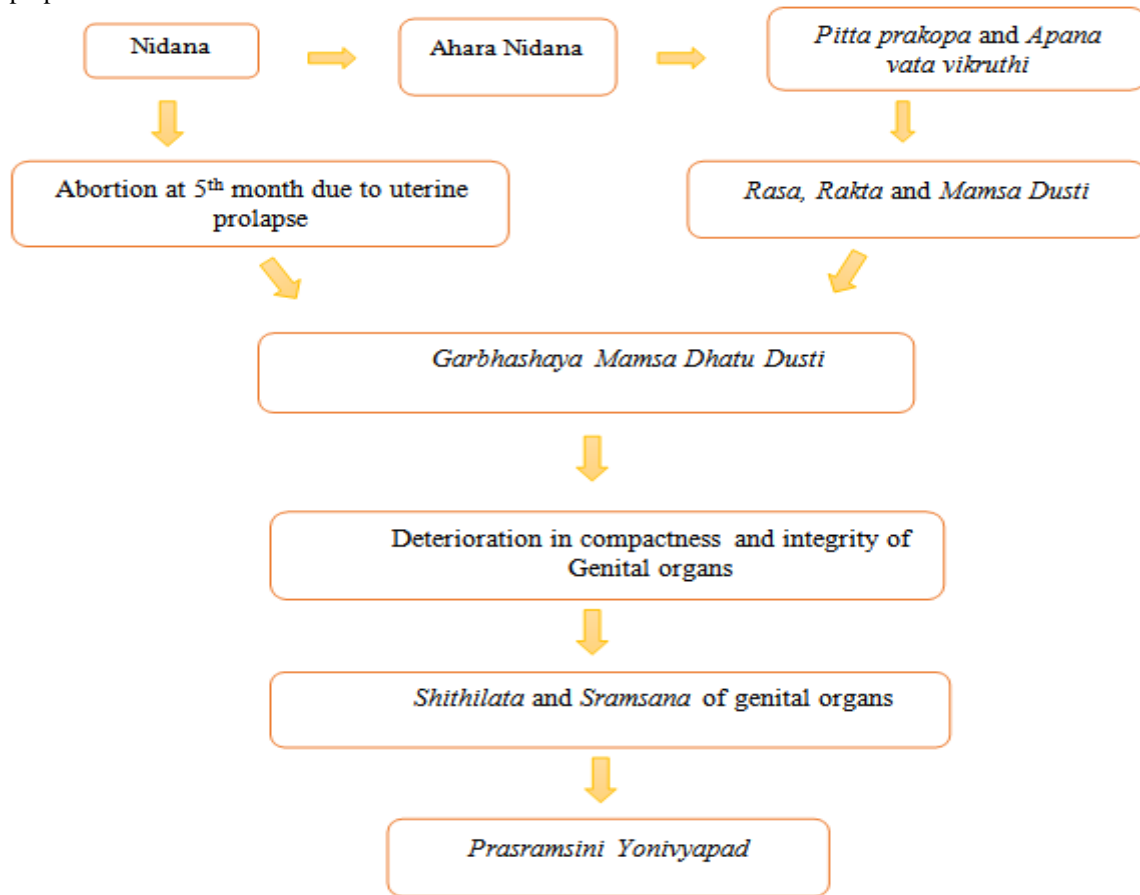 Nidana
Ahara Nidana
Pitta prakopa and Apana
vata vikruthi
Abortion at 5th month due to uterine
prolapse
Rasa, Rakta and Mamsa Dusti
Garbhashaya Mamsa Dhatu Dusti
Deterioration in compactness and integrity of
Genital organs
Shithilata and Sramsana of genital organs
Prasramsini Yonivyapad